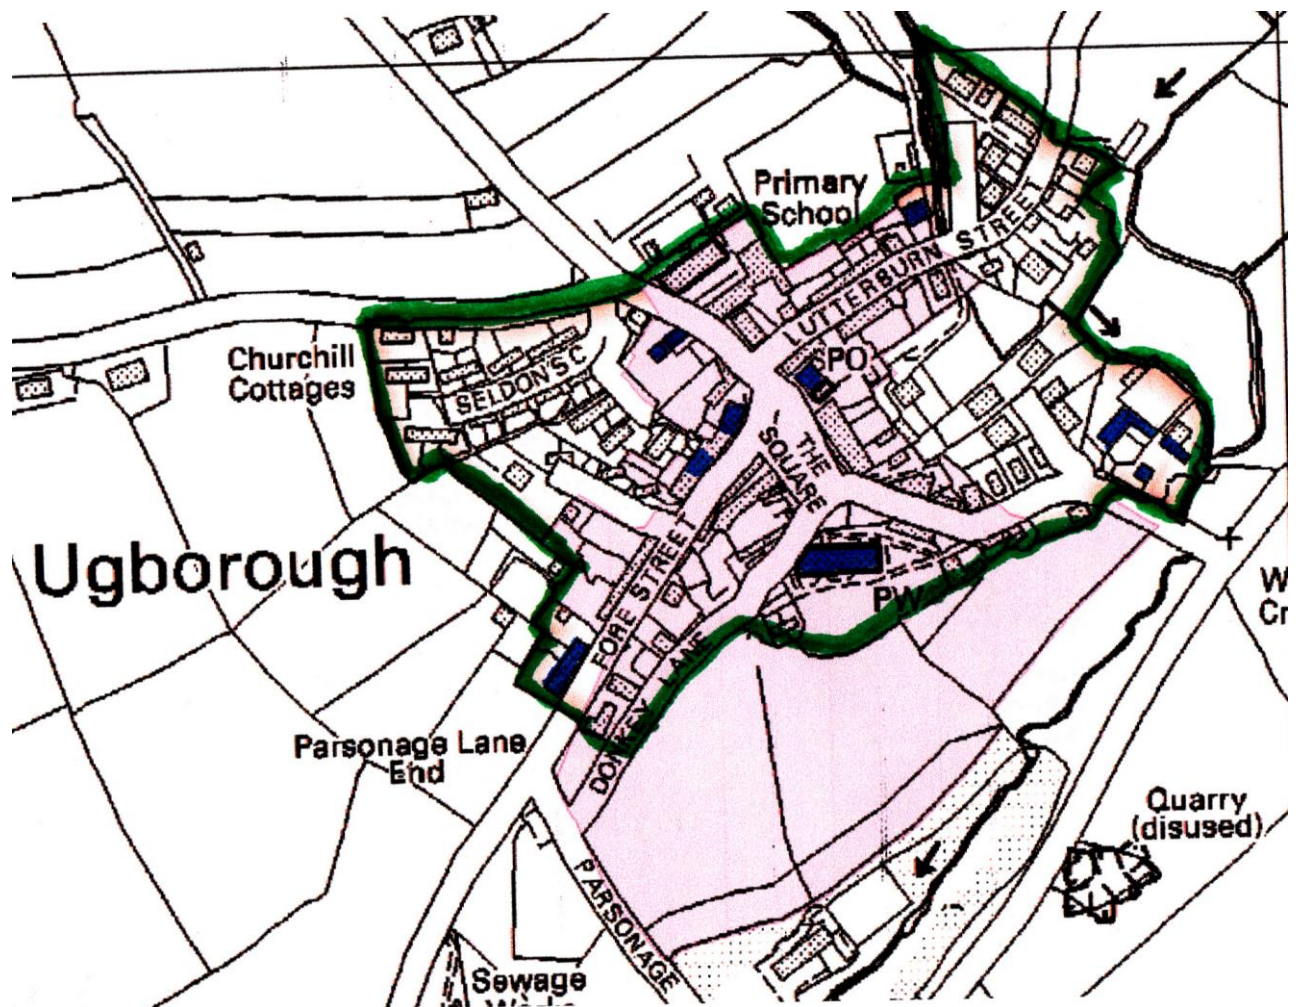 Primary
School
LUTTERBURN STREET
Churchill
Cottages
SELDON'S C
PO
THE
SQUARE
Ugborough
FORE STREET
PW
DONKEY LANE
Parsonage Lane
End
Quarry
(disused)
PARSONAGE
Sewage
W
Cr